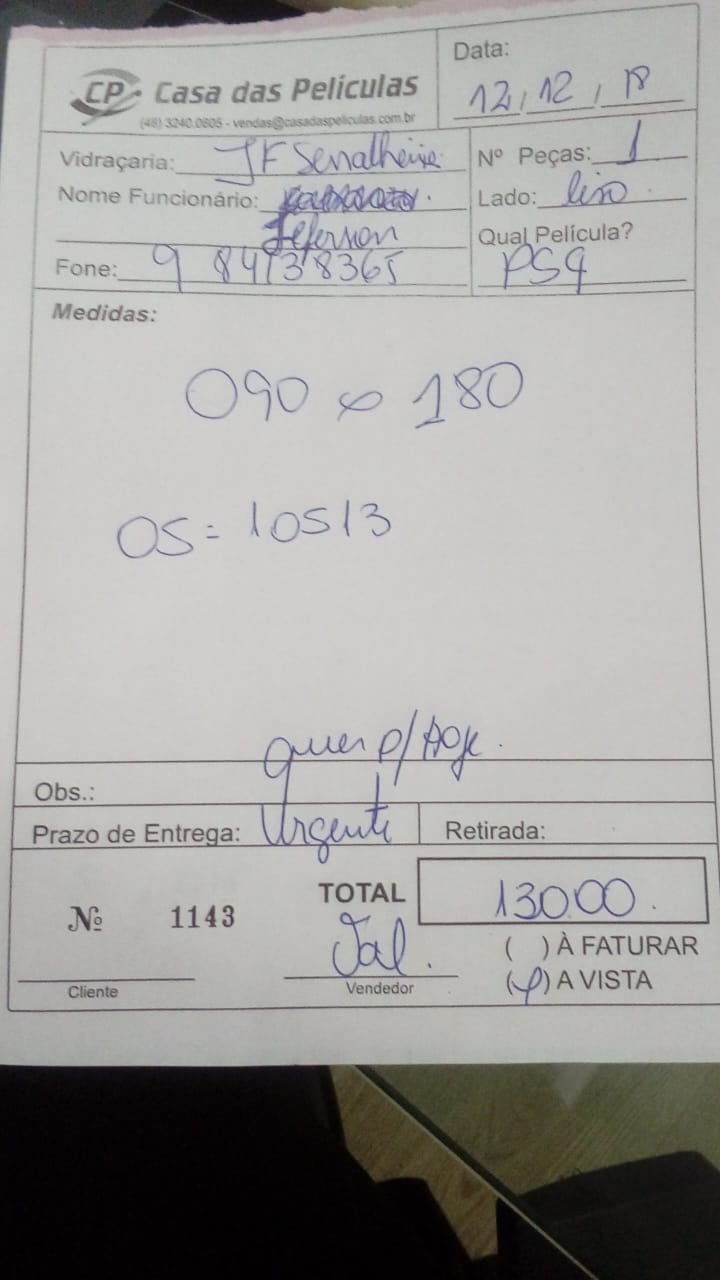 CP Casa das Películas
(48) 3240.0605 - vendas@casadaspeliculas.com.br
Data:
12, 12, 18
Vidraçaria: JF Serralheria
Nº Peças: 1
Nome Funcionário:
Lado: liso
Jeferson
Qual Película?
Fone: 9 84138365
PS9
Medidas:
090 x 180
OS = 10513
quer p/ Hoje.
Obs.:
Prazo de Entrega: Urgente
Retirada:
Nº 1143
TOTAL 130.00.
Val.
( ) À FATURAR
Cliente
Vendedor
(x) A VISTA